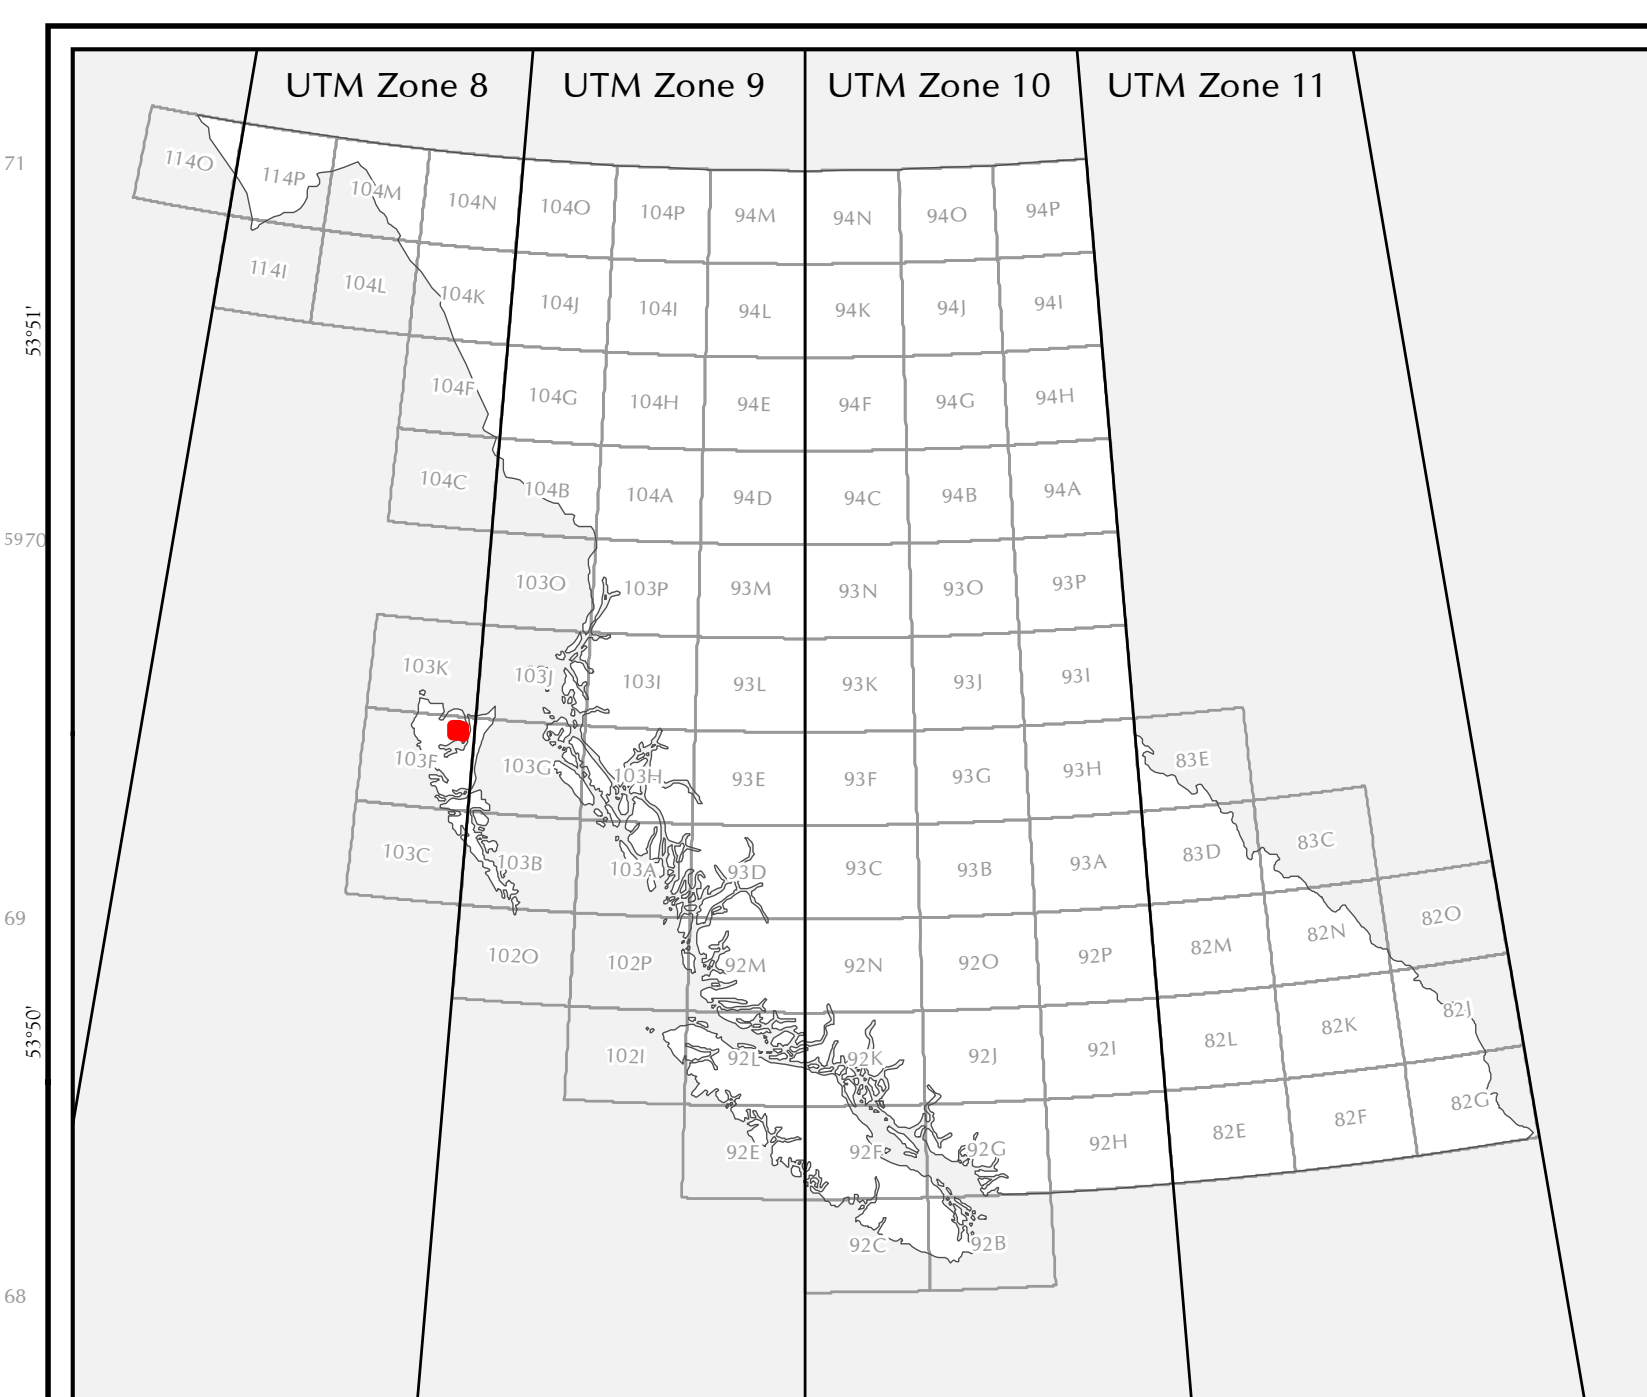 UTM Zone 8 UTM Zone 9 UTM Zone 10 UTM Zone 11
71
114O 114P 104M 104N 104O 104P 94M 94N 94O 94P
114I 104L 104K 104J 104I 94L 94K 94J 94I
53°51'
104F 104G 104H 94E 94F 94G 94H
104C 104B 104A 94D 94C 94B 94A
5970
103O 103P 93M 93N 93O 93P
103K 103J 103I 93L 93K 93J 93I
103F 103G 103H 93E 93F 93G 93H 83E
103C 103B 103A 93D 93C 93B 93A 83D 83C
69
102O 102P 92M 92N 92O 92P 82M 82N 82O
53°50'
102I 92L 92K 92J 92I 82L 82K 82J
92E 92F 92G 92H 82E 82F 82G
92C 92B
68